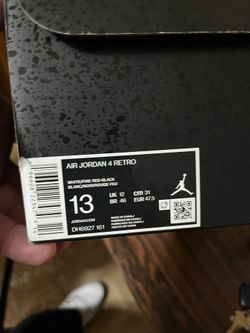 AIR JORDAN 4 RETRO
WHITE/FIRE RED-BLACK
BLANC/NOIR/ROUGE FEU
13
UK 12
CM 31
BR 46
EUR 47.5
JORDAN.COM
DH6927 161